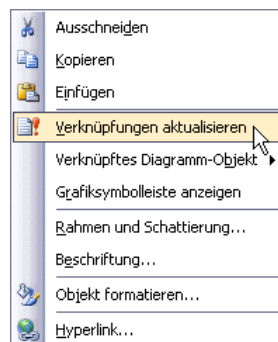 Ausschneiden
Kopieren
Einfügen
Verknüpfungen aktualisieren
Verknüpftes Diagramm-Objekt
Grafiksymbolleiste anzeigen
Rahmen und Schattierung...
Beschriftung...
Objekt formatieren...
Hyperlink...